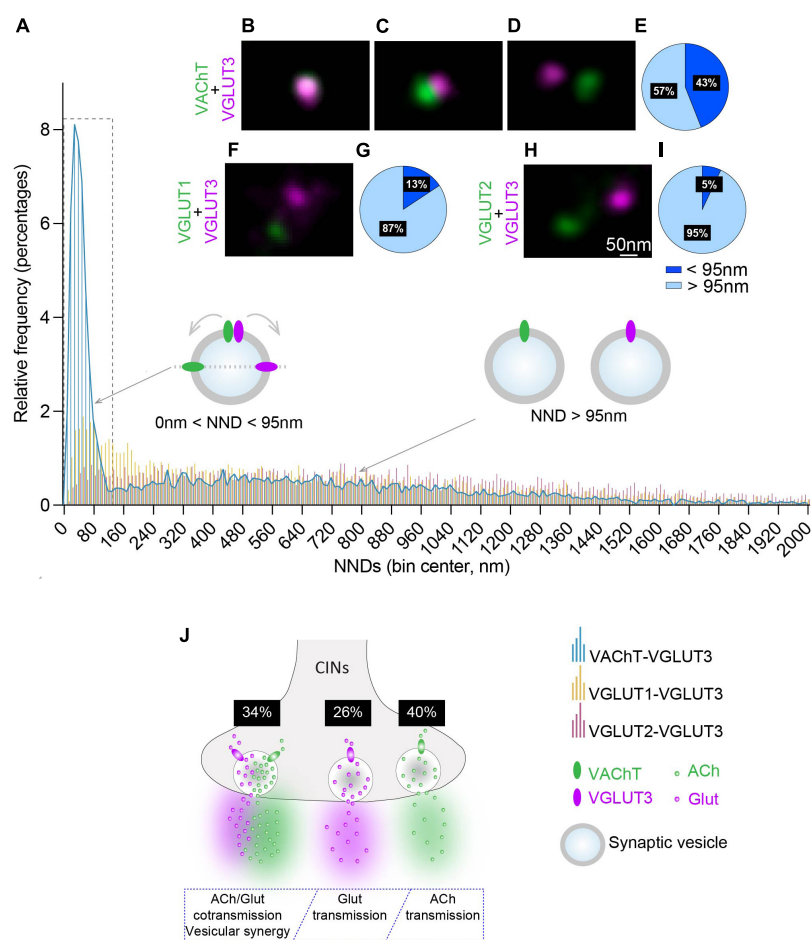 A
B
C
D
E
VAChT
+
VGLUT3
57%
43%
F
G
H
I
VGLUT1
+
VGLUT3
13%
87%
VGLUT2
+
VGLUT3
50nm
5%
95%
< 95nm
> 95nm
Relative frequency (percentages)
8
6
4
2
0
0nm < NND < 95nm
NND > 95nm
0 80 160 240 320 400 480 560 640 720 800 880 960 1040 1120 1200 1280 1360 1440 1520 1600 1680 1760 1840 1920 2000
NNDs (bin center, nm)
J
CINs
34%
26%
40%
ACh/Glut
cotransmission
Vesicular synergy
Glut
transmission
ACh
transmission
VAChT-VGLUT3
VGLUT1-VGLUT3
VGLUT2-VGLUT3
VAChT
ACh
VGLUT3
Glut
Synaptic vesicle